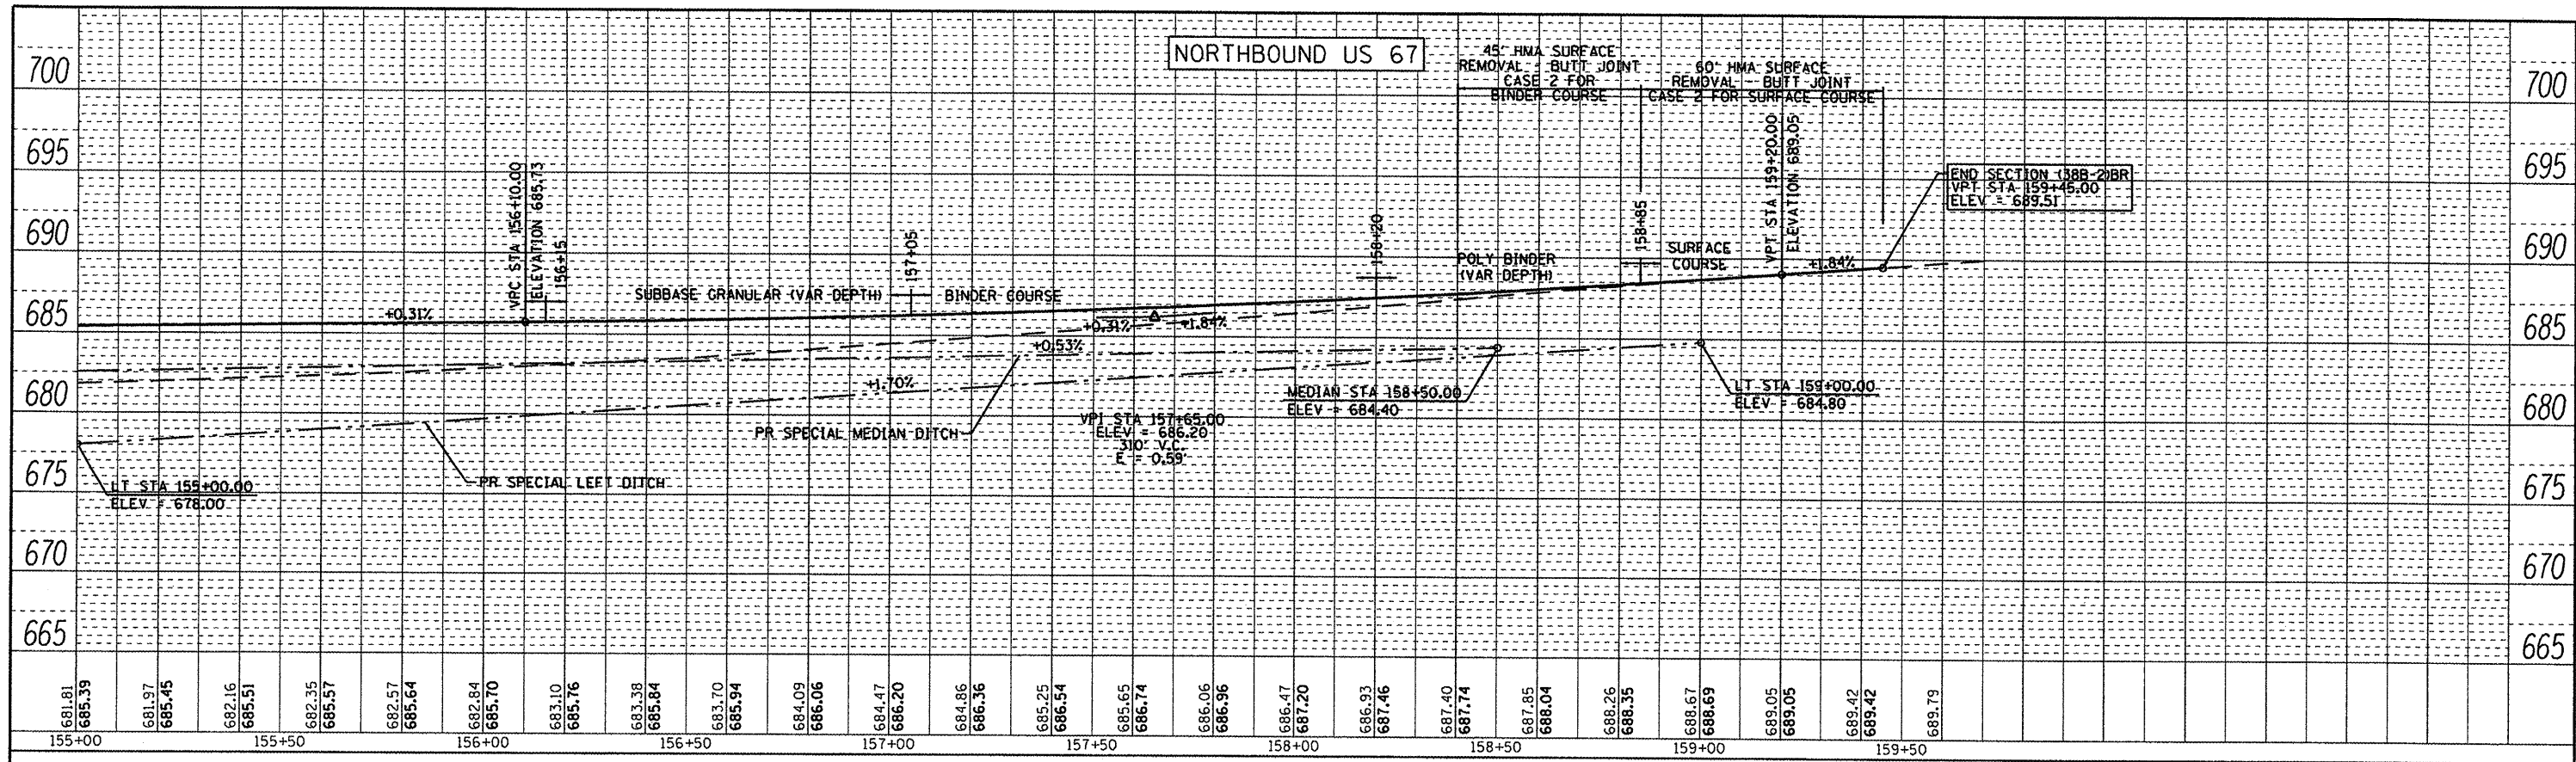 NORTHBOUND US 67
45' HMA SURFACE
REMOVAL - BUTT JOINT
CASE 2 FOR
BINDER COURSE
60' HMA SURFACE
REMOVAL - BUTT JOINT
CASE 2 FOR SURFACE COURSE
700
695
690
685
680
675
670
665
700
695
690
685
680
675
670
665
VPC STA 156+10.00
ELEVATION 685.73
156+15
SUBBASE GRANULAR (VAR DEPTH)
157+05
BINDER COURSE
158+20
POLY BINDER
(VAR DEPTH)
158+85
SURFACE
COURSE
VPT STA 159+20.00
ELEVATION 689.05
+1.84%
END SECTION (38B-2)BR
VPT STA 159+45.00
ELEV = 689.51
+0.31%
+0.31%
+1.84%
+0.53%
+1.70%
MEDIAN STA 158+50.00
ELEV = 684.40
LT STA 159+00.00
ELEV = 684.80
PR SPECIAL MEDIAN DITCH
VPI STA 157+65.00
ELEV = 686.20
310' V.C.
E = 0.59'
LT STA 155+00.00
ELEV = 678.00
PR SPECIAL LEFT DITCH
681.81
685.39
681.97
685.45
682.16
685.51
682.35
685.57
682.57
685.64
682.84
685.70
683.10
685.76
683.38
685.84
683.70
685.94
684.09
686.06
684.47
686.20
684.86
686.36
685.25
686.54
685.65
686.74
686.06
686.96
686.47
687.20
686.93
687.46
687.40
687.74
687.85
688.04
688.26
688.35
688.67
688.69
689.05
689.05
689.42
689.42
689.79
155+00
155+50
156+00
156+50
157+00
157+50
158+00
158+50
159+00
159+50